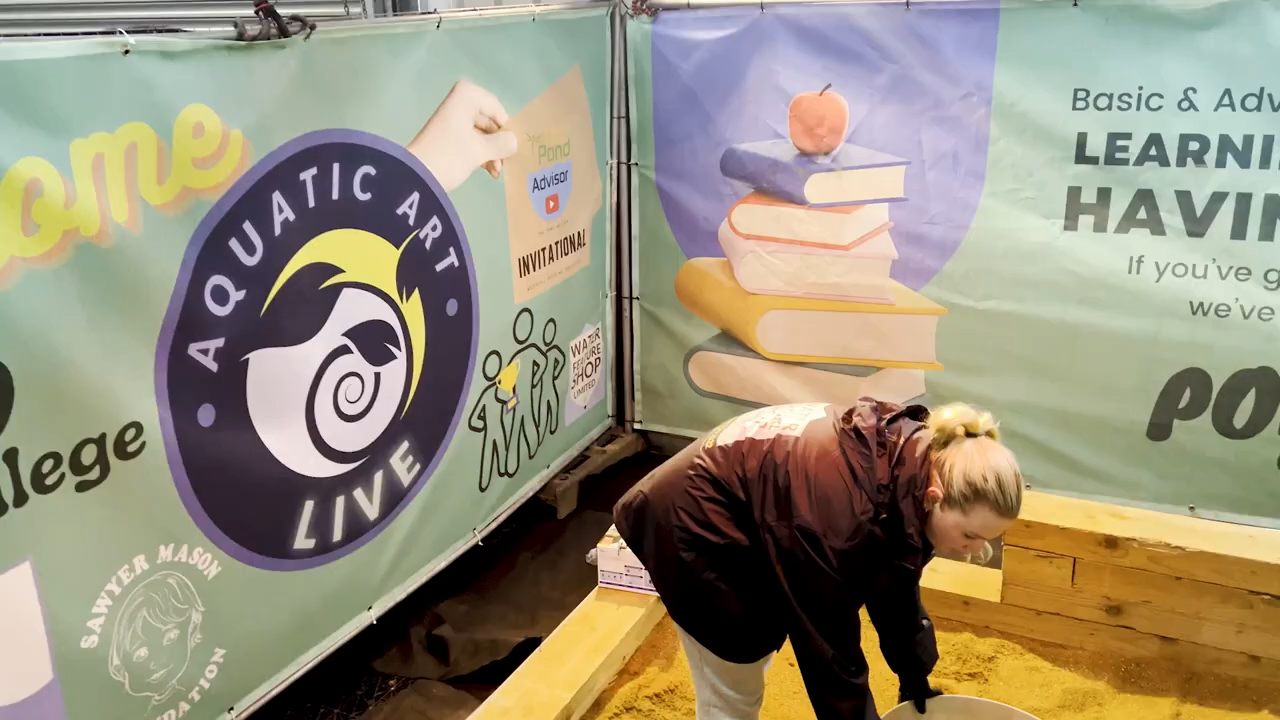 ome
llege
AQUATIC ART
LIVE
Pond
Advisor
INVITATIONAL
WATER
FEATURE
SHOP
LIMITED
SAWYER MASON
DATION
Basic & Adv
LEARNI
HAVIN
If you've g
we've
PO